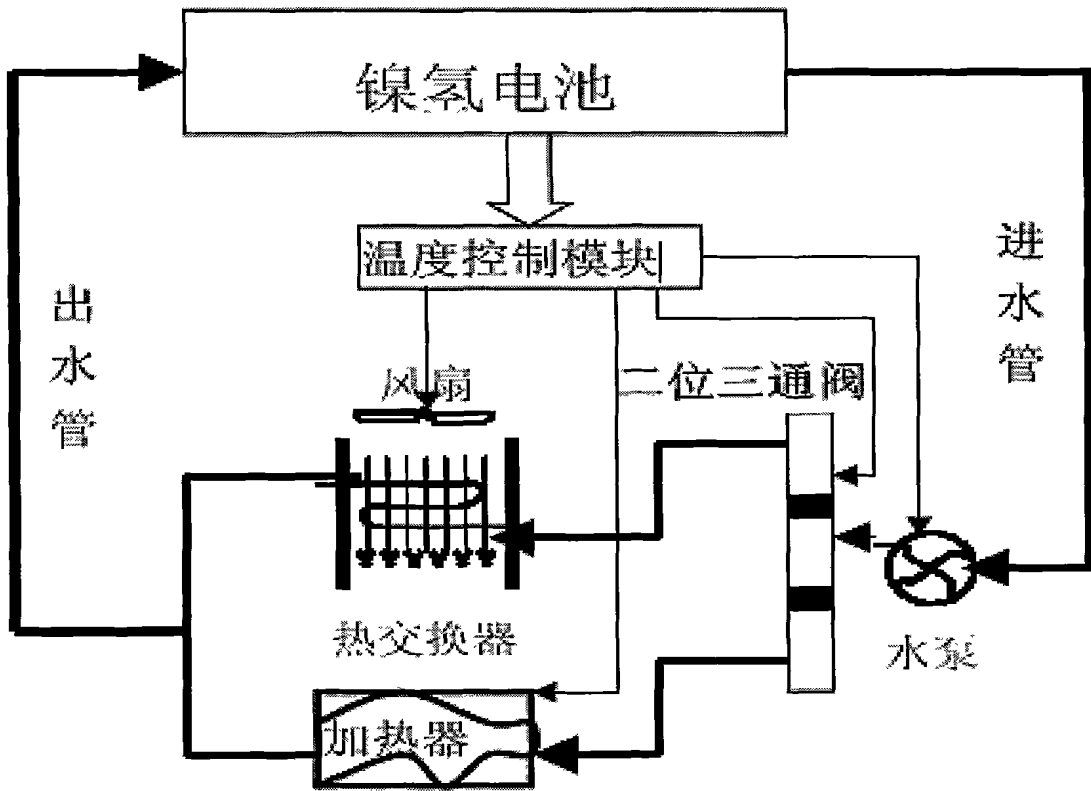 镍氢电池
温度控制模块
进水管
出水管
风扇
二位三通阀
热交换器
水泵
加热器